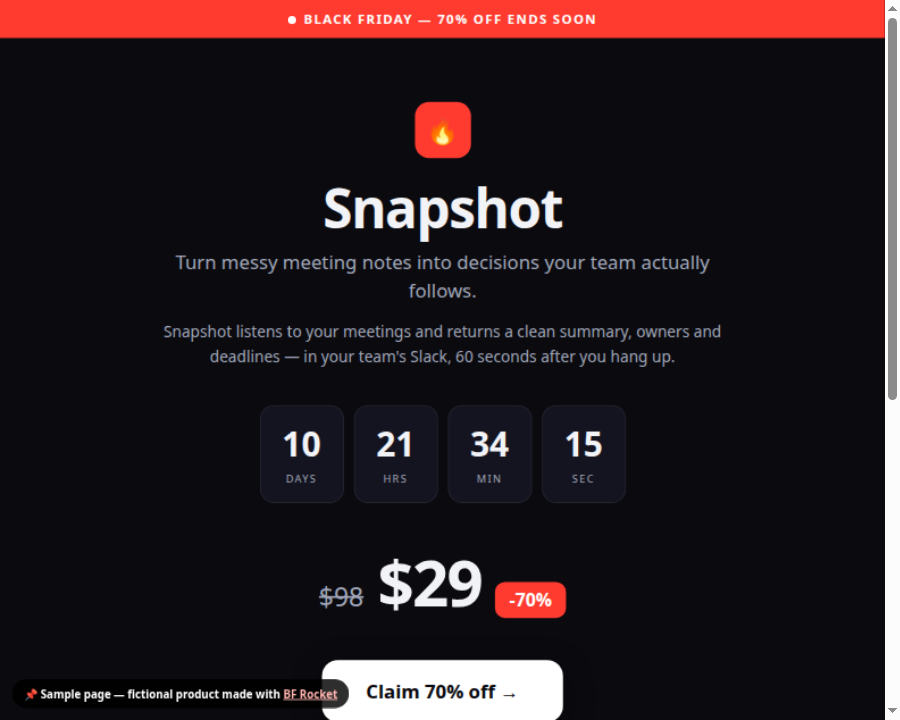 BLACK FRIDAY — 70% OFF ENDS SOON
Snapshot
Turn messy meeting notes into decisions your team actually
follows.
Snapshot listens to your meetings and returns a clean summary, owners and
deadlines — in your team's Slack, 60 seconds after you hang up.
10 21 34 15
DAYS HRS MIN SEC
$98 $29 -70%
Claim 70% off →
📌 Sample page — fictional product made with BF Rocket